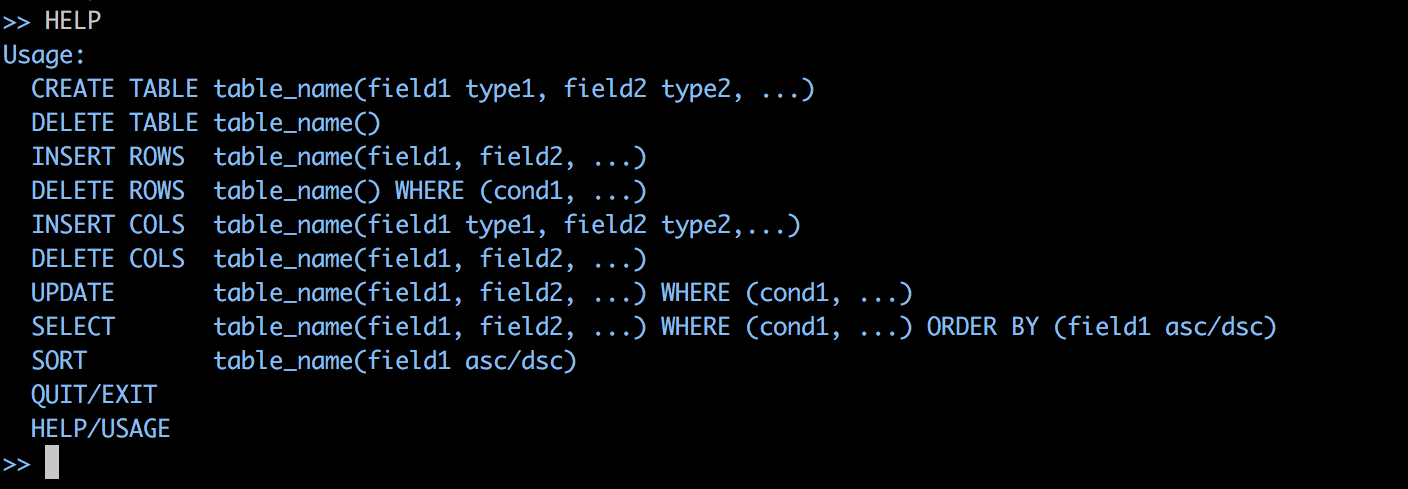 >> HELP
Usage:
  CREATE TABLE table_name(field1 type1, field2 type2, ...)
  DELETE TABLE table_name()
  INSERT ROWS  table_name(field1, field2, ...)
  DELETE ROWS  table_name() WHERE (cond1, ...)
  INSERT COLS  table_name(field1 type1, field2 type2,...)
  DELETE COLS  table_name(field1, field2, ...)
  UPDATE       table_name(field1, field2, ...) WHERE (cond1, ...)
  SELECT       table_name(field1, field2, ...) WHERE (cond1, ...) ORDER BY (field1 asc/dsc)
  SORT         table_name(field1 asc/dsc)
  QUIT/EXIT
  HELP/USAGE
>>